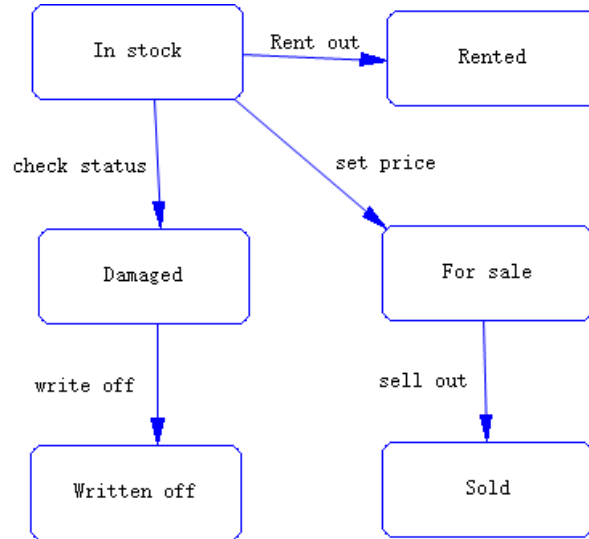 In stock
Rent out
Rented
check status
set price
Damaged
For sale
write off
sell out
Written off
Sold